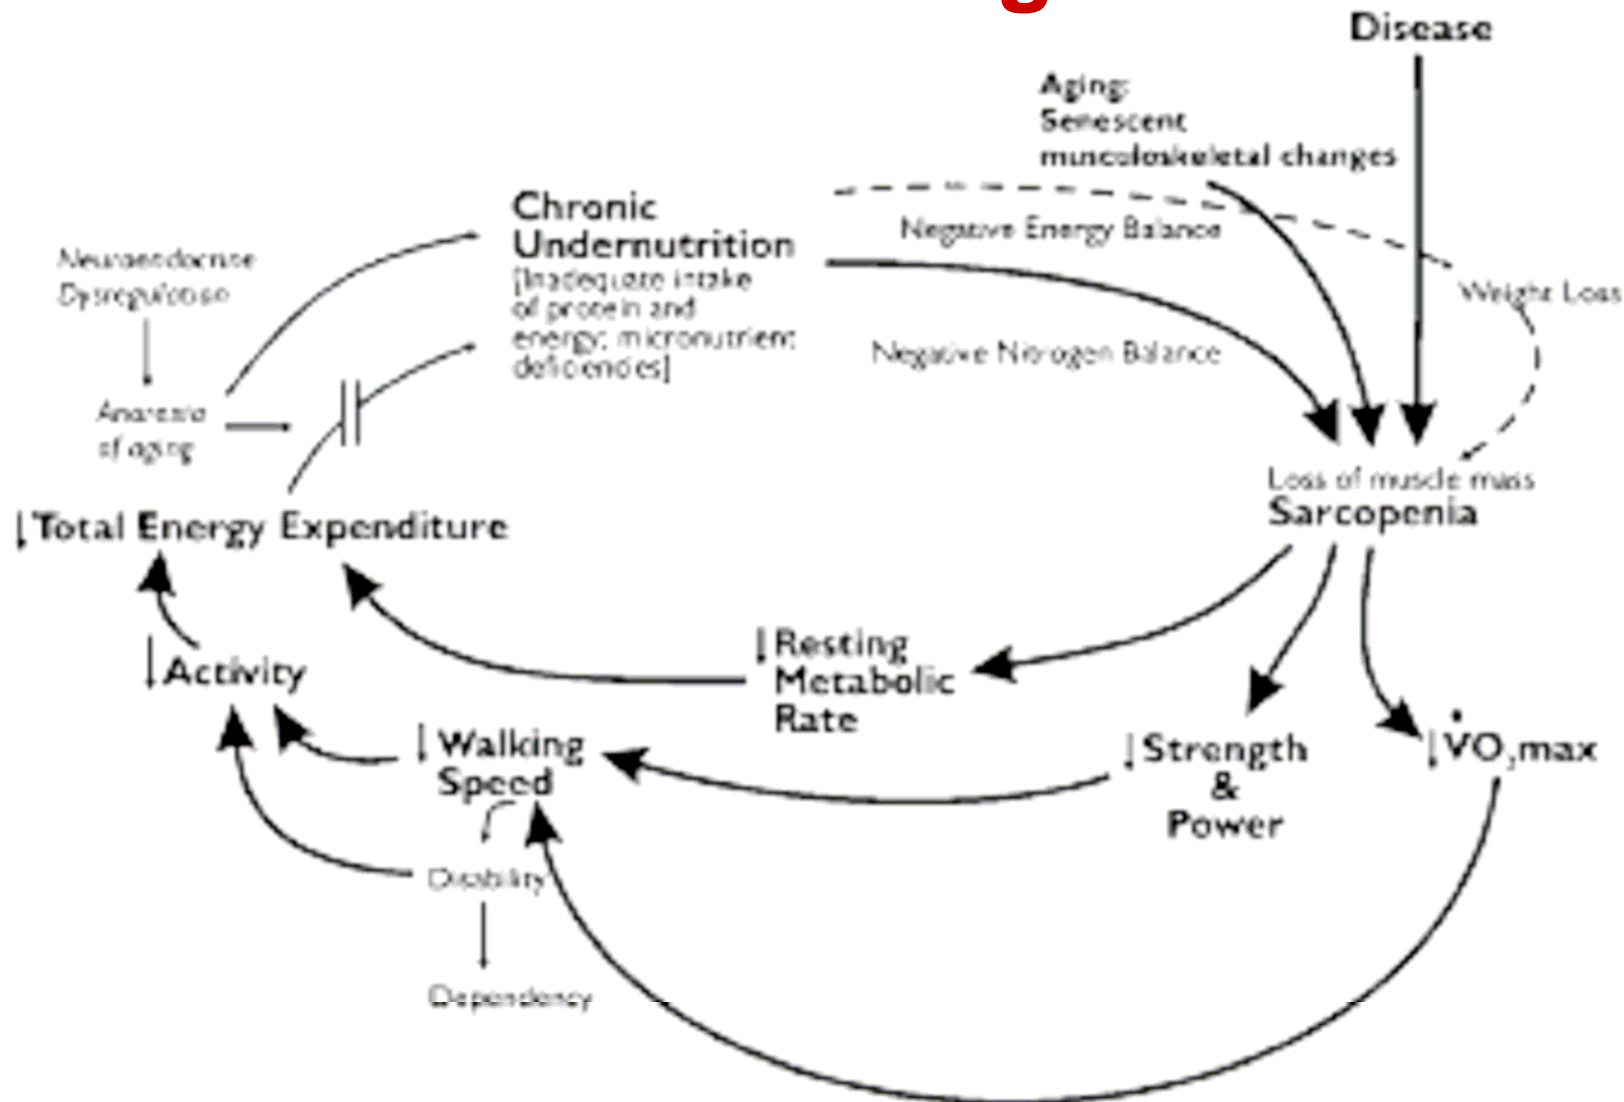 Disease
Aging:
Senescent
musculoskeletal changes
Chronic
Undernutrition
[Inadequate intake
of protein and
energy; micronutrient
deficiencies]
Negative Energy Balance
Neuroendocrine
Dysregulation
Weight Loss
Negative Nitrogen Balance
Anorexia
of aging
Loss of muscle mass
Sarcopenia
↓Total Energy Expenditure
↓Resting
Metabolic
Rate
↓Activity
↓Walking
Speed
↓Strength
&
Power
↓V̇O₂max
Disability
Dependency